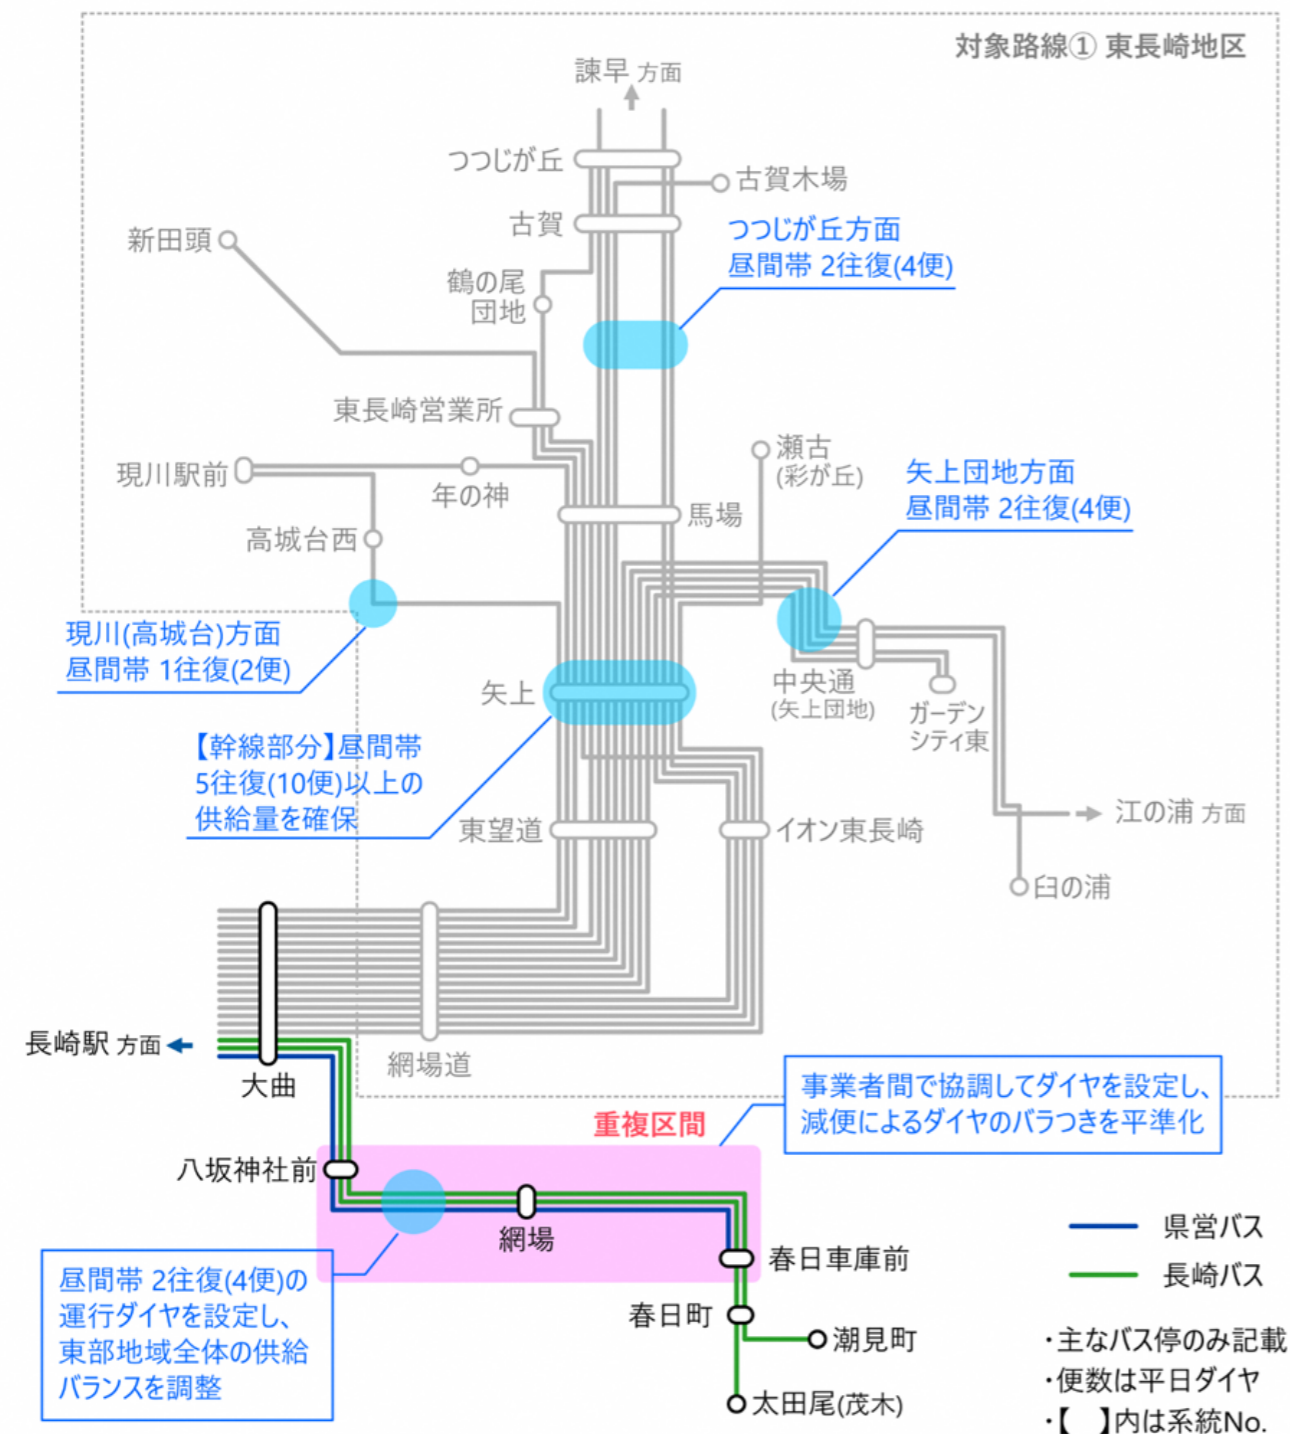 対象路線① 東長崎地区
諫早 方面
つつじが丘
古賀木場
古賀
新田頭
つつじが丘方面
昼間帯 2往復(4便)
鶴の尾
団地
東長崎営業所
瀬古
(彩が丘)
現川駅前
年の神
矢上団地方面
昼間帯 2往復(4便)
馬場
高城台西
現川(高城台)方面
昼間帯 1往復(2便)
矢上
中央通
(矢上団地)
ガーデン
シティ東
【幹線部分】昼間帯
5往復(10便)以上の
供給量を確保
東望道
イオン東長崎
江の浦 方面
臼の浦
長崎駅 方面
大曲
網場道
事業者間で協調してダイヤを設定し、
減便によるダイヤのバラつきを平準化
重複区間
八坂神社前
網場
春日車庫前
県営バス
長崎バス
昼間帯 2往復(4便)の
運行ダイヤを設定し、
東部地域全体の供給
バランスを調整
春日町
潮見町
太田尾(茂木)
・主なバス停のみ記載
・便数は平日ダイヤ
・【　】内は系統No.